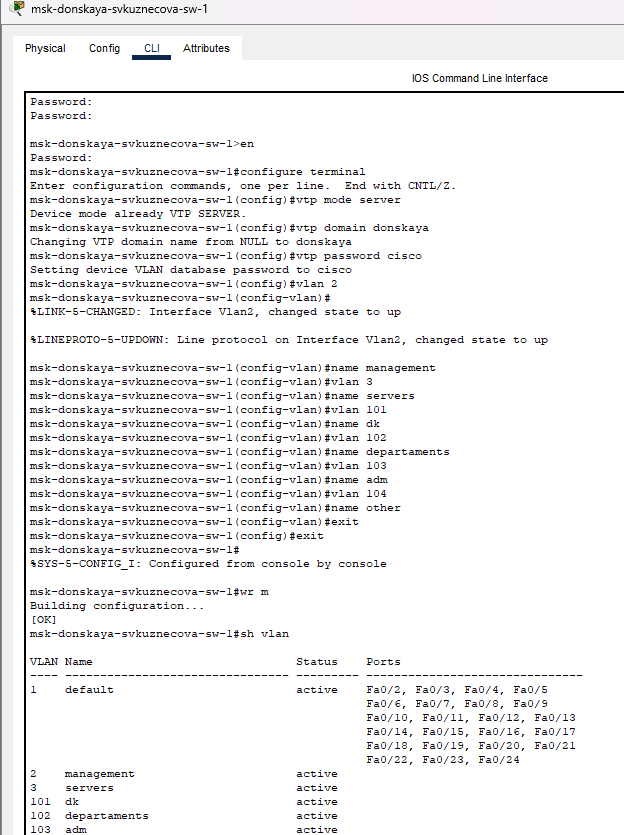 msk-donskaya-svkuznecova-sw-1
Physical Config CLI Attributes
IOS Command Line Interface
Password:
Password:
msk-donskaya-svkuznecova-sw-1>en
Password:
msk-donskaya-svkuznecova-sw-1#configure terminal
Enter configuration commands, one per line.  End with CNTL/Z.
msk-donskaya-svkuznecova-sw-1(config)#vtp mode server
Device mode already VTP SERVER.
msk-donskaya-svkuznecova-sw-1(config)#vtp domain donskaya
Changing VTP domain name from NULL to donskaya
msk-donskaya-svkuznecova-sw-1(config)#vtp password cisco
Setting device VLAN database password to cisco
msk-donskaya-svkuznecova-sw-1(config)#vlan 2
msk-donskaya-svkuznecova-sw-1(config-vlan)#
%LINK-5-CHANGED: Interface Vlan2, changed state to up
%LINEPROTO-5-UPDOWN: Line protocol on Interface Vlan2, changed state to up
msk-donskaya-svkuznecova-sw-1(config-vlan)#name management
msk-donskaya-svkuznecova-sw-1(config-vlan)#vlan 3
msk-donskaya-svkuznecova-sw-1(config-vlan)#name servers
msk-donskaya-svkuznecova-sw-1(config-vlan)#vlan 101
msk-donskaya-svkuznecova-sw-1(config-vlan)#name dk
msk-donskaya-svkuznecova-sw-1(config-vlan)#vlan 102
msk-donskaya-svkuznecova-sw-1(config-vlan)#name departaments
msk-donskaya-svkuznecova-sw-1(config-vlan)#vlan 103
msk-donskaya-svkuznecova-sw-1(config-vlan)#name adm
msk-donskaya-svkuznecova-sw-1(config-vlan)#vlan 104
msk-donskaya-svkuznecova-sw-1(config-vlan)#name other
msk-donskaya-svkuznecova-sw-1(config-vlan)#exit
msk-donskaya-svkuznecova-sw-1(config)#exit
msk-donskaya-svkuznecova-sw-1#
%SYS-5-CONFIG_I: Configured from console by console
msk-donskaya-svkuznecova-sw-1#wr m
Building configuration...
[OK]
msk-donskaya-svkuznecova-sw-1#sh vlan
VLAN Name                             Status    Ports
---- -------------------------------- --------- -------------------------------
1    default                          active    Fa0/2, Fa0/3, Fa0/4, Fa0/5
                                                Fa0/6, Fa0/7, Fa0/8, Fa0/9
                                                Fa0/10, Fa0/11, Fa0/12, Fa0/13
                                                Fa0/14, Fa0/15, Fa0/16, Fa0/17
                                                Fa0/18, Fa0/19, Fa0/20, Fa0/21
                                                Fa0/22, Fa0/23, Fa0/24
2    management                       active
3    servers                          active
101  dk                               active
102  departaments                     active
103  adm                              active